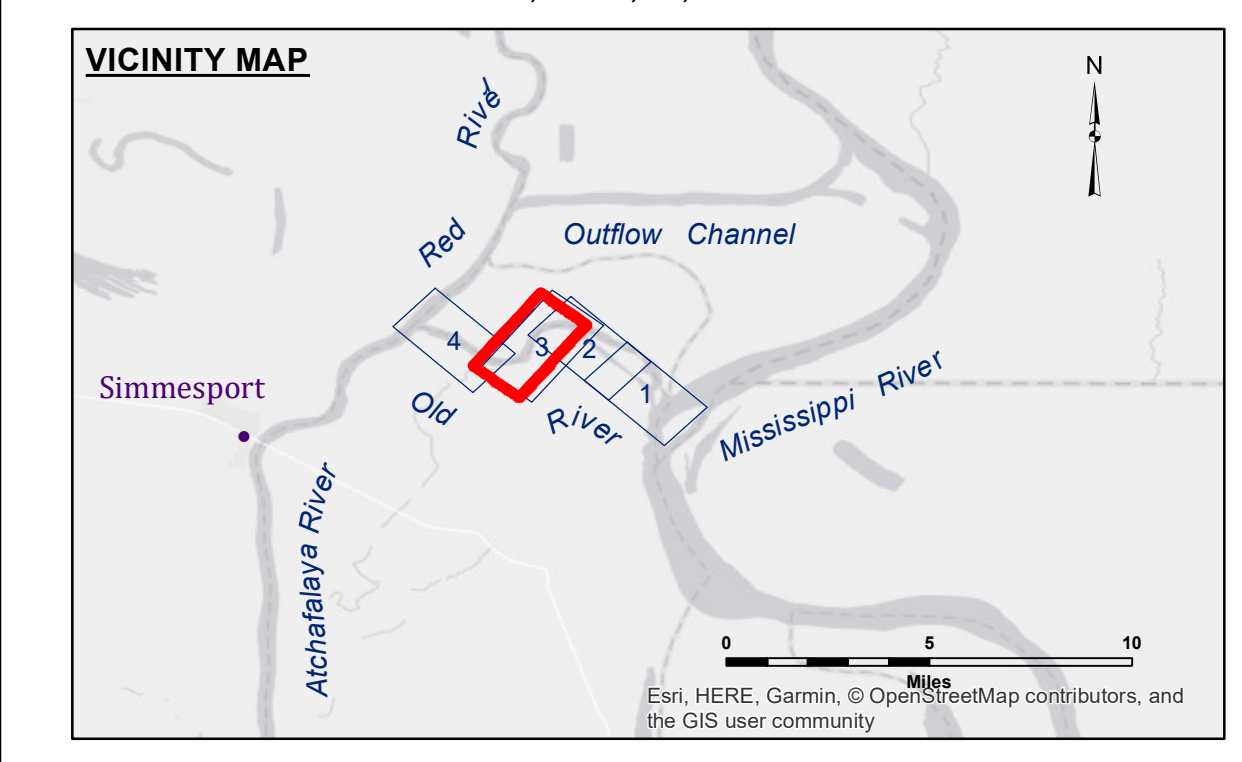 VICINITY MAP
N
River
Red
Outflow Channel
4
3
2
1
Simmesport
Old
River
Mississippi River
Atchafalaya River
0 5 10
Miles
Esri, HERE, Garmin, © OpenStreetMap contributors, and
the GIS user community